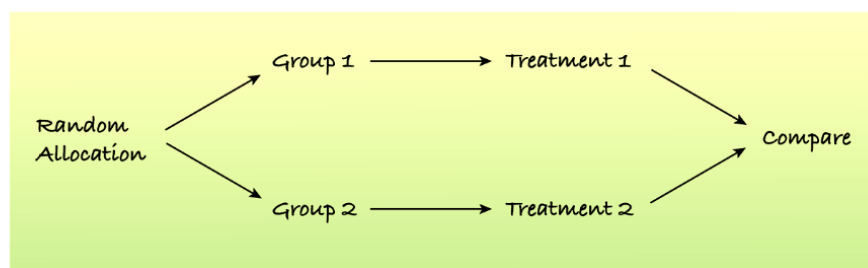 Group 1
Treatment 1
Random
Allocation
Compare
Group 2
Treatment 2